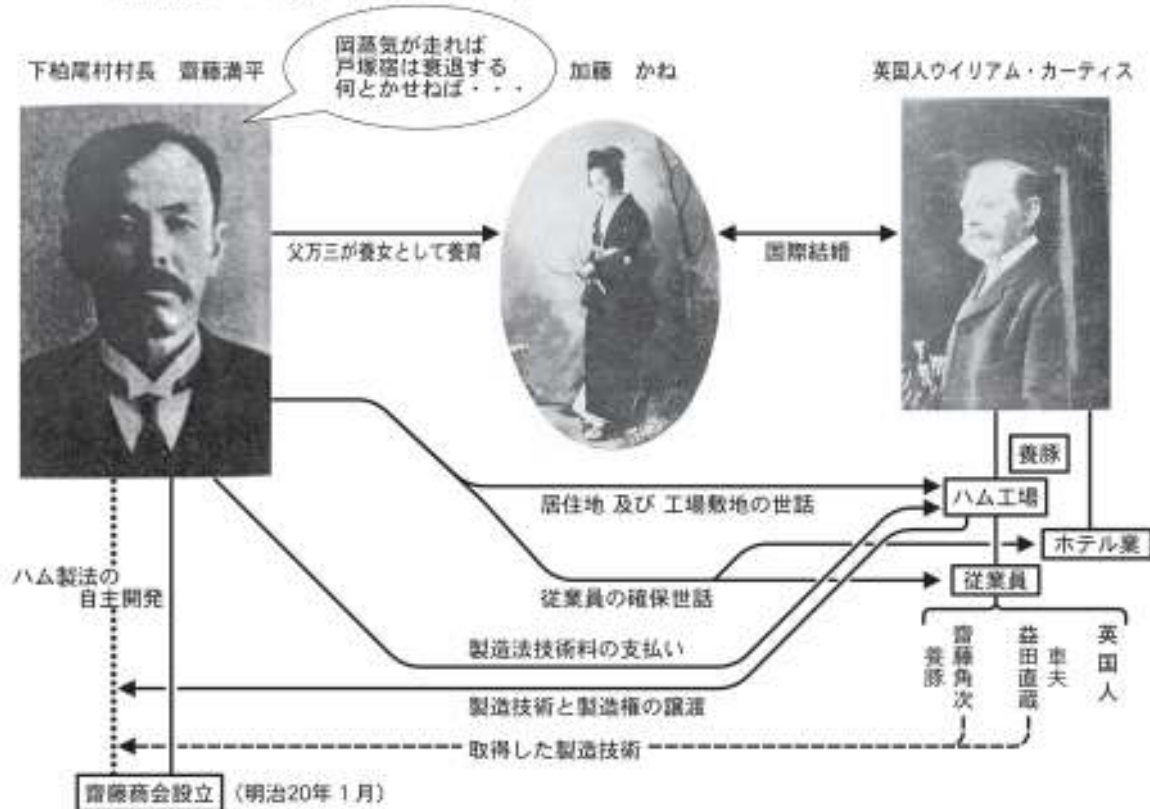 岡蒸気が走れば
戸塚宿は衰退する
何とかせねば・・・
下柏尾村村長　齋藤満平
加藤　かね
英国人ウイリアム・カーティス
父万三が養女として養育
国際結婚
養豚
ハム工場
居住地 及び 工場敷地の世話
ホテル業
従業員
従業員の確保世話
ハム製法の
自主開発
製造法技術料の支払い
製造技術と製造権の譲渡
取得した製造技術
英国人
車夫
益田直蔵
齋藤角次
養豚
齋藤商会設立 (明治20年1月)